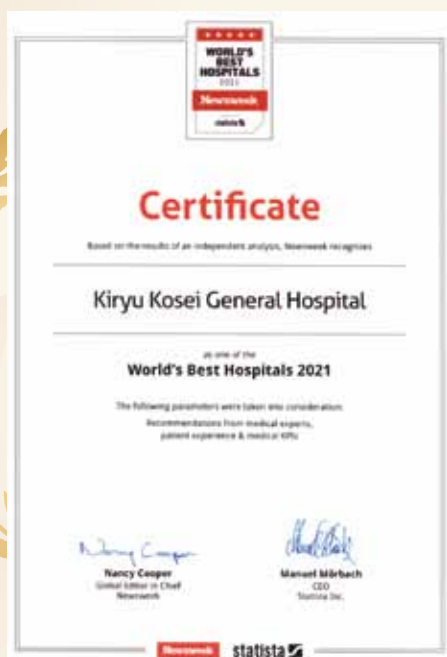 WORLD'S
BEST
HOSPITALS
2021
Newsweek
statista
Certificate
Based on the results of an independent analysis, Newsweek recognizes
Kiryu Kosei General Hospital
as one of the
World's Best Hospitals 2021
The following parameters were taken into consideration:
Recommendations from medical experts,
patient experience & medical KPIs
Nancy Cooper
Nancy Cooper
Global Editor in Chief
Newsweek
Manuel Mörbach
CEO
Statista Inc.
Newsweek statista